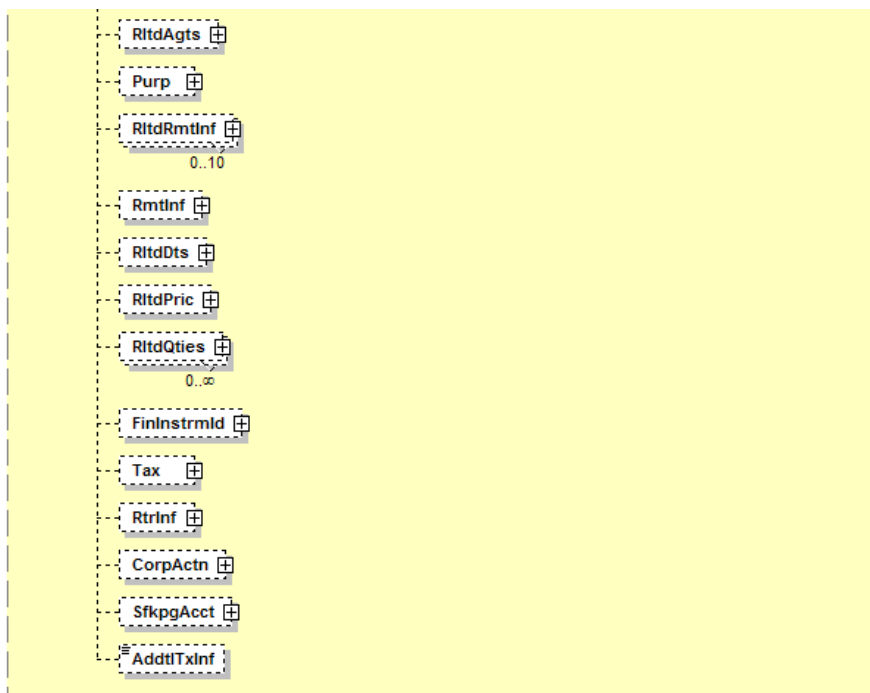 RltdAgts
Purp
RltdRmtInf
0..10
RmtInf
RltdDts
RltdPric
RltdQties
0..∞
FinInstrmId
Tax
RtrInf
CorpActn
SfkpgAcct
AddtlTxInf